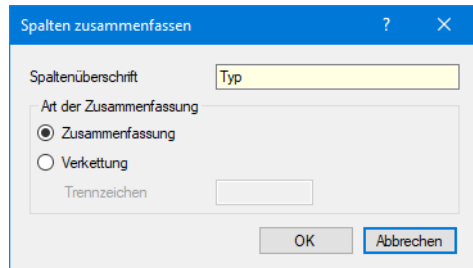 Spalten zusammenfassen ?
Spaltenüberschrift Typ
Art der Zusammenfassung
Zusammenfassung
Verkettung
Trennzeichen
OK Abbrechen